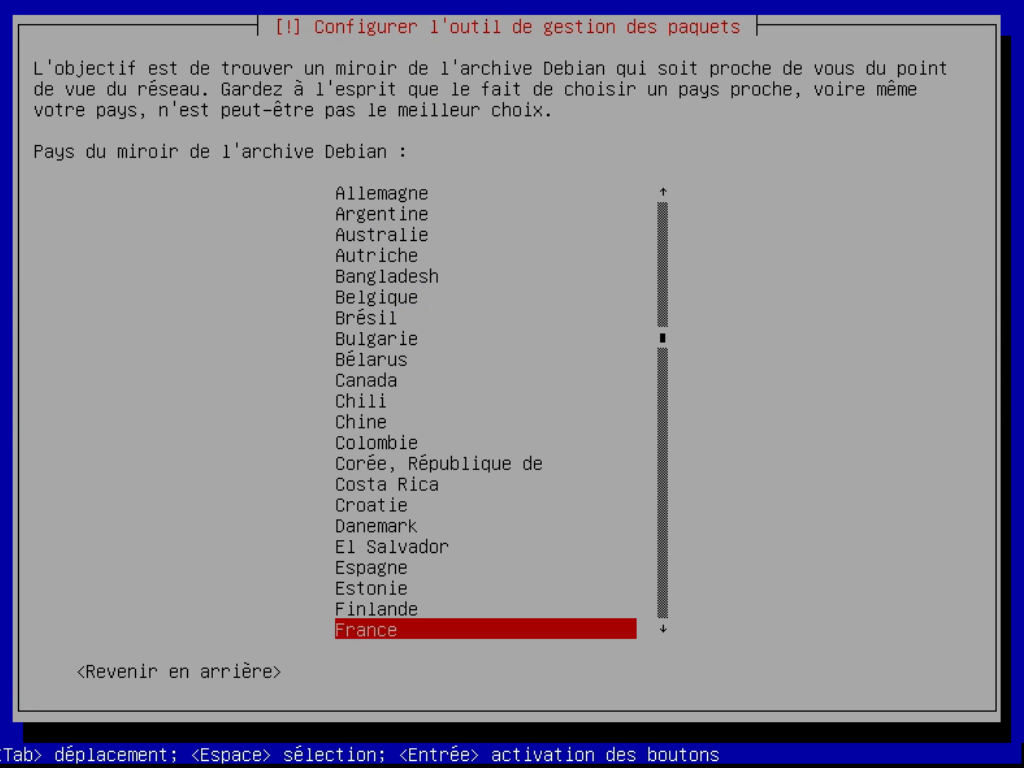 [!] Configurer l'outil de gestion des paquets
L'objectif est de trouver un miroir de l'archive Debian qui soit proche de vous du point
de vue du réseau. Gardez à l'esprit que le fait de choisir un pays proche, voire même
votre pays, n'est peut-être pas le meilleur choix.
Pays du miroir de l'archive Debian :
Allemagne
Argentine
Australie
Autriche
Bangladesh
Belgique
Brésil
Bulgarie
Bélarus
Canada
Chili
Chine
Colombie
Corée, République de
Costa Rica
Croatie
Danemark
El Salvador
Espagne
Estonie
Finlande
France
<Revenir en arrière>
Tab> déplacement; <Espace> sélection; <Entrée> activation des boutons